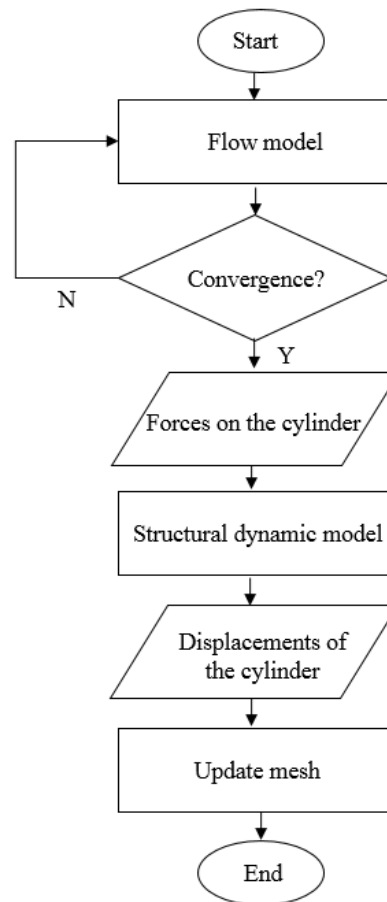 Start
Flow model
Convergence?
N
Y
Forces on the cylinder
Structural dynamic model
Displacements of
the cylinder
Update mesh
End